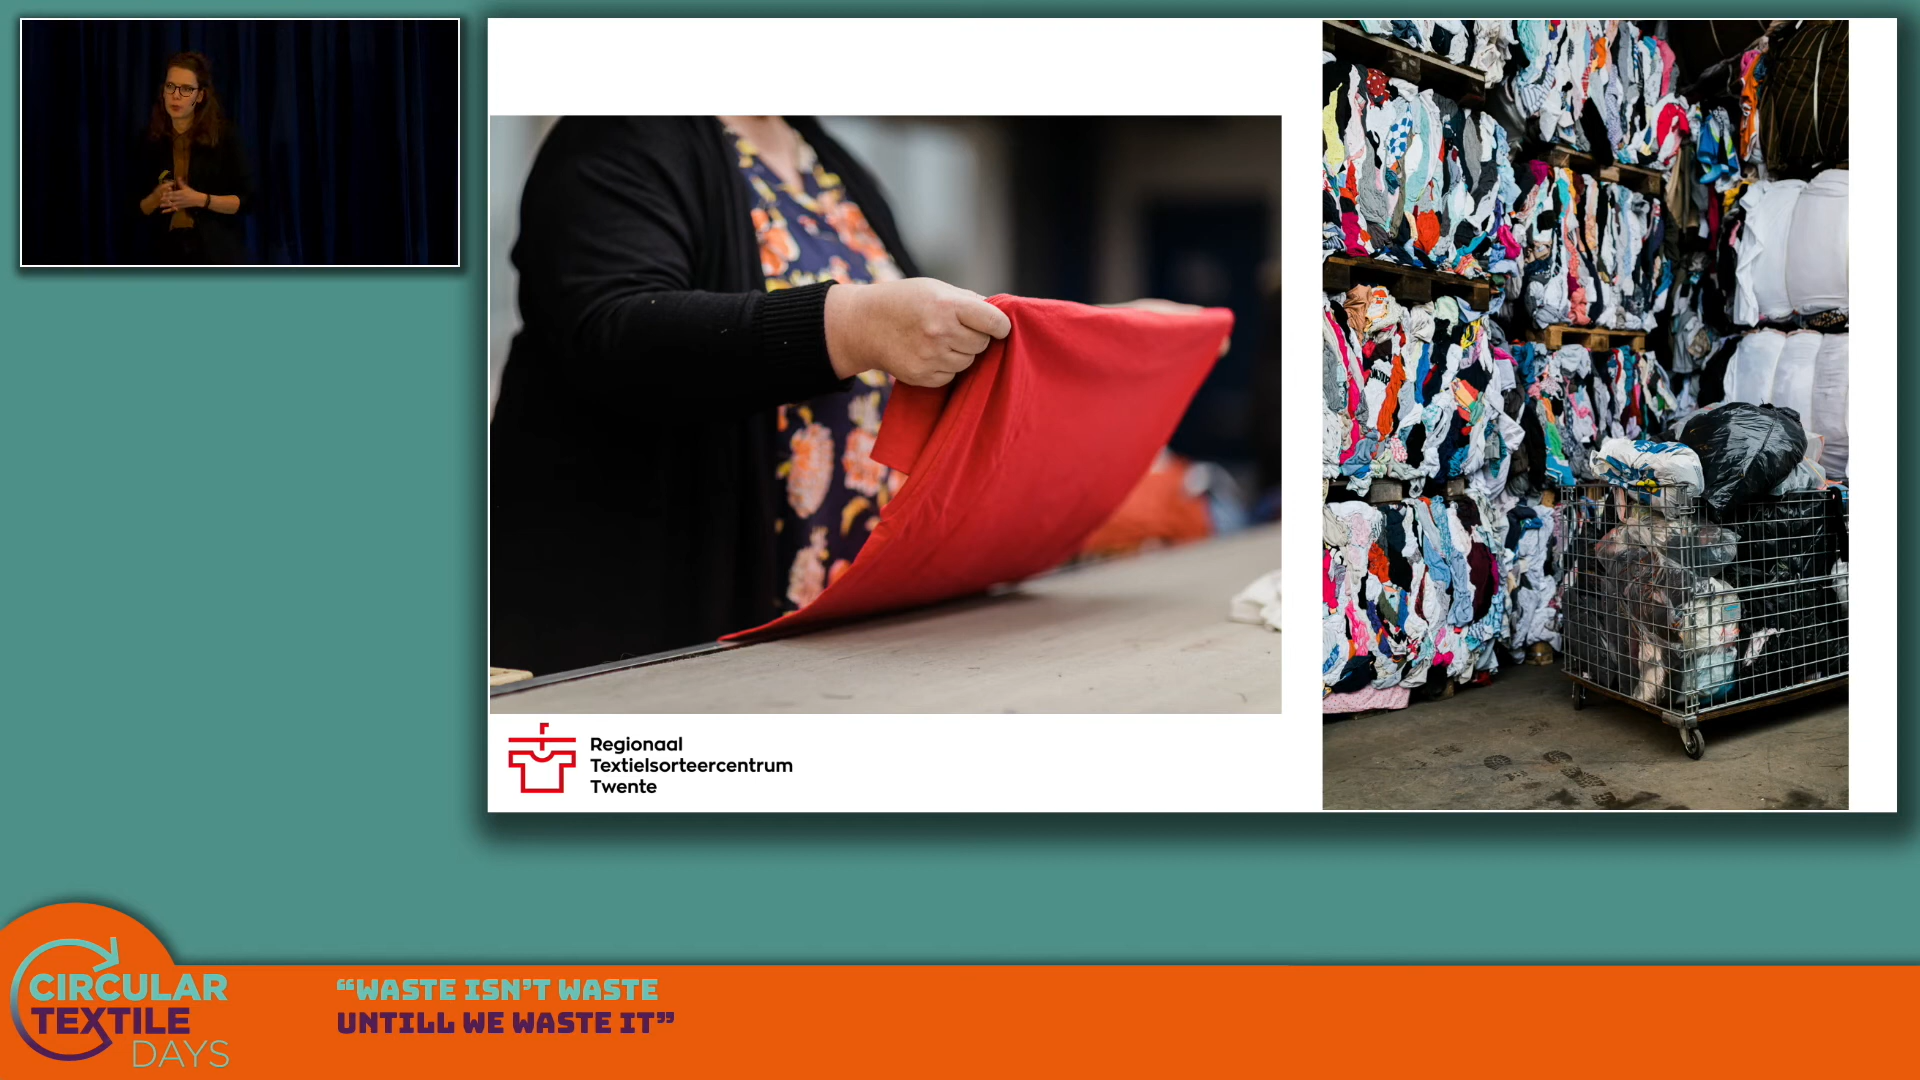 Regionaal
Textielsorteercentrum
Twente
CIRCULAR
TEXTILE
DAYS
“WASTE ISN’T WASTE
UNTILL WE WASTE IT”